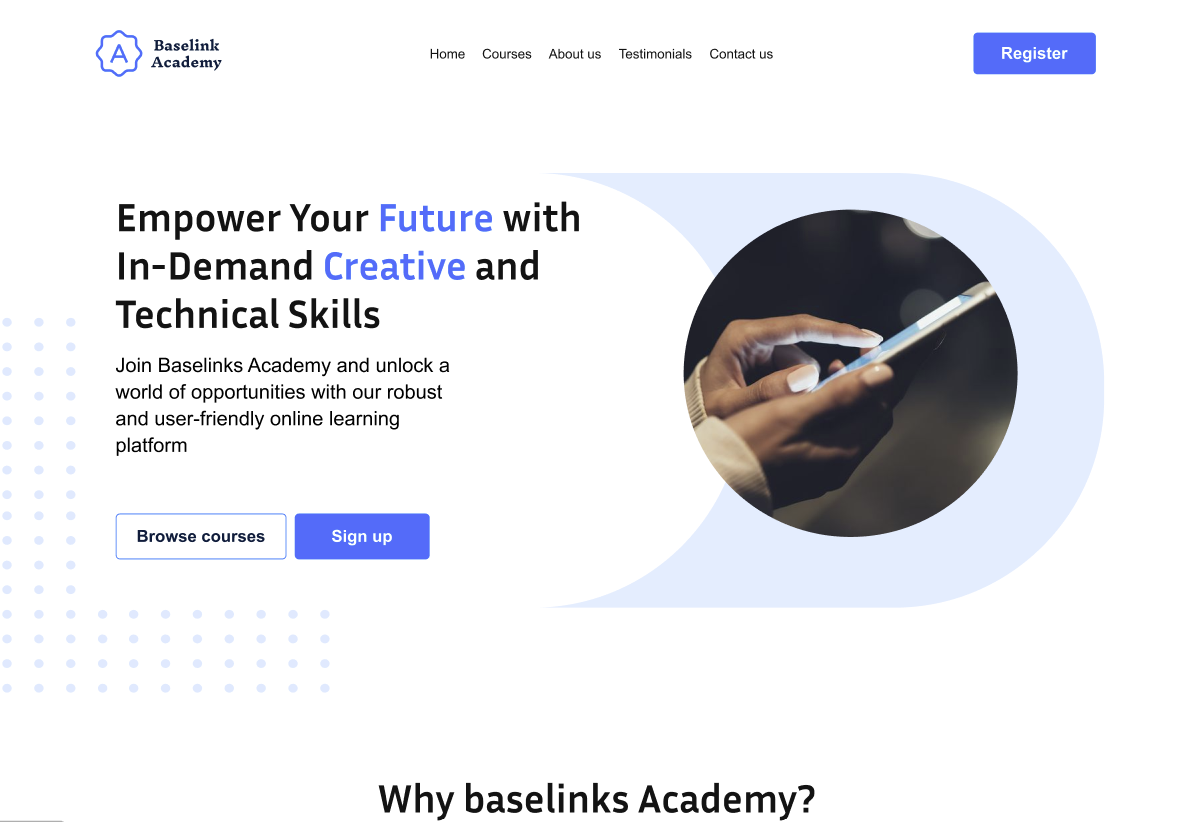 Baselink
Academy
Home Courses About us Testimonials Contact us
Register
Empower Your Future with
In-Demand Creative and
Technical Skills
Join Baselinks Academy and unlock a
world of opportunities with our robust
and user-friendly online learning
platform
Browse courses Sign up
Why baselinks Academy?